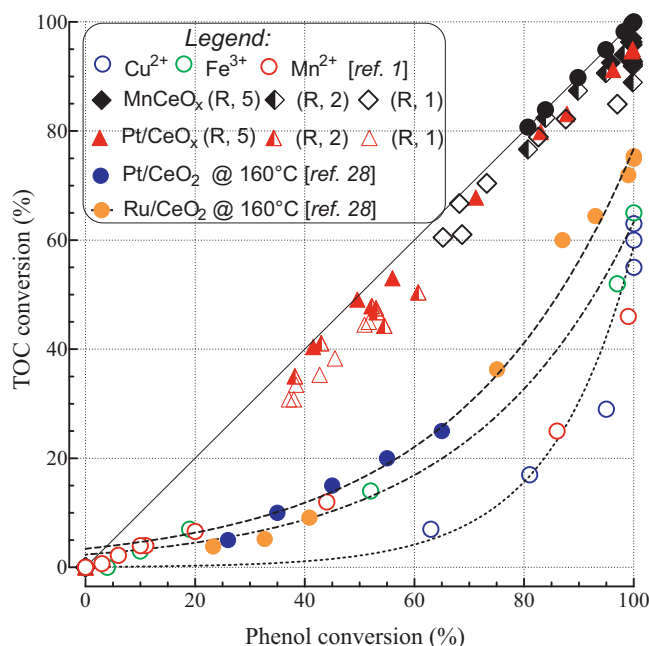 100
80
60
40
20
0
TOC conversion (%)
Legend:
Cu²⁺ Fe³⁺ Mn²⁺ [ref. 1]
MnCeOₓ (R, 5) (R, 2) (R, 1)
Pt/CeOₓ (R, 5) (R, 2) (R, 1)
Pt/CeO₂ @ 160°C [ref. 28]
Ru/CeO₂ @ 160°C [ref. 28]
0 20 40 60 80 100
Phenol conversion (%)